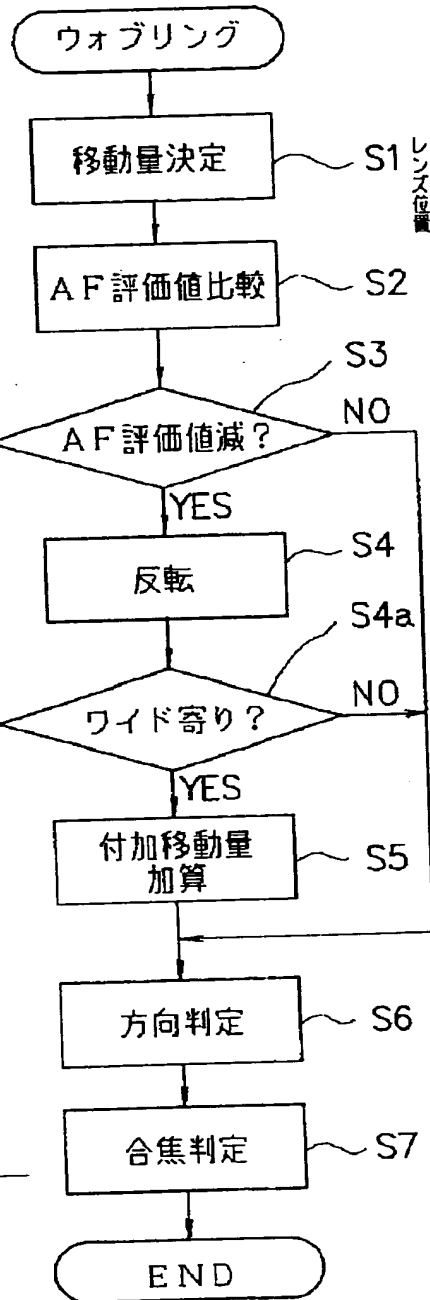 ウォブリング
移動量決定
S1
レンズ位置
AF評価値比較
S2
S3
AF評価値減?
NO
YES
S4
反転
S4a
ワイド寄り?
NO
YES
付加移動量
加算
S5
方向判定
S6
合焦判定
S7
END